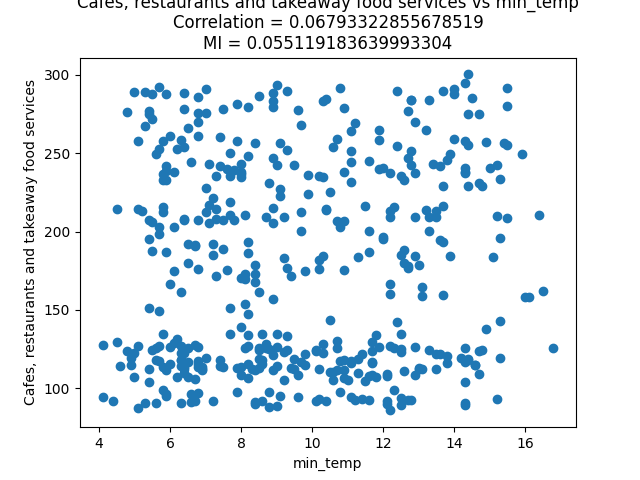 Cafes, restaurants and takeaway food services vs min_temp
Correlation = 0.06793322855678519
MI = 0.055119183639993304
300
250
200
150
100
Cafes, restaurants and takeaway food services
4 6 8 10 12 14 16
min_temp